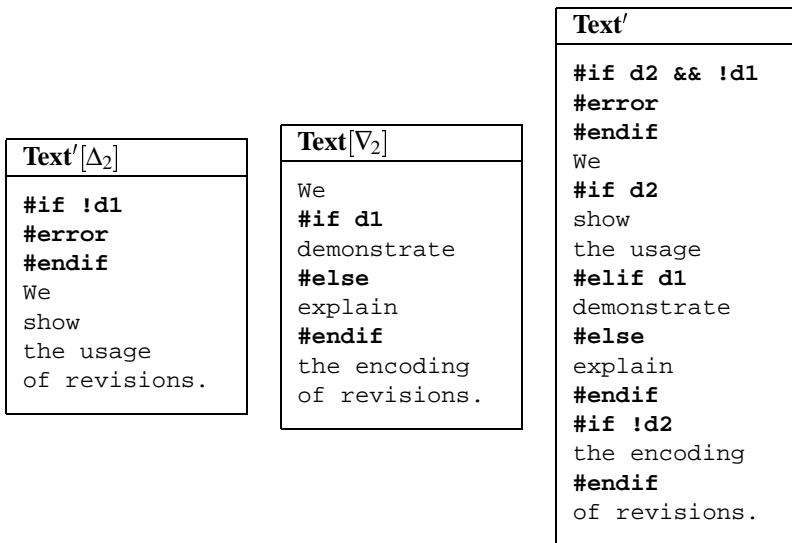 Text′[Δ₂]
#if !d1
#error
#endif
We
show
the usage
of revisions.
Text[∇₂]
We
#if d1
demonstrate
#else
explain
#endif
the encoding
of revisions.
Text′
#if d2 && !d1
#error
#endif
We
#if d2
show
the usage
#elif d1
demonstrate
#else
explain
#endif
#if !d2
the encoding
#endif
of revisions.